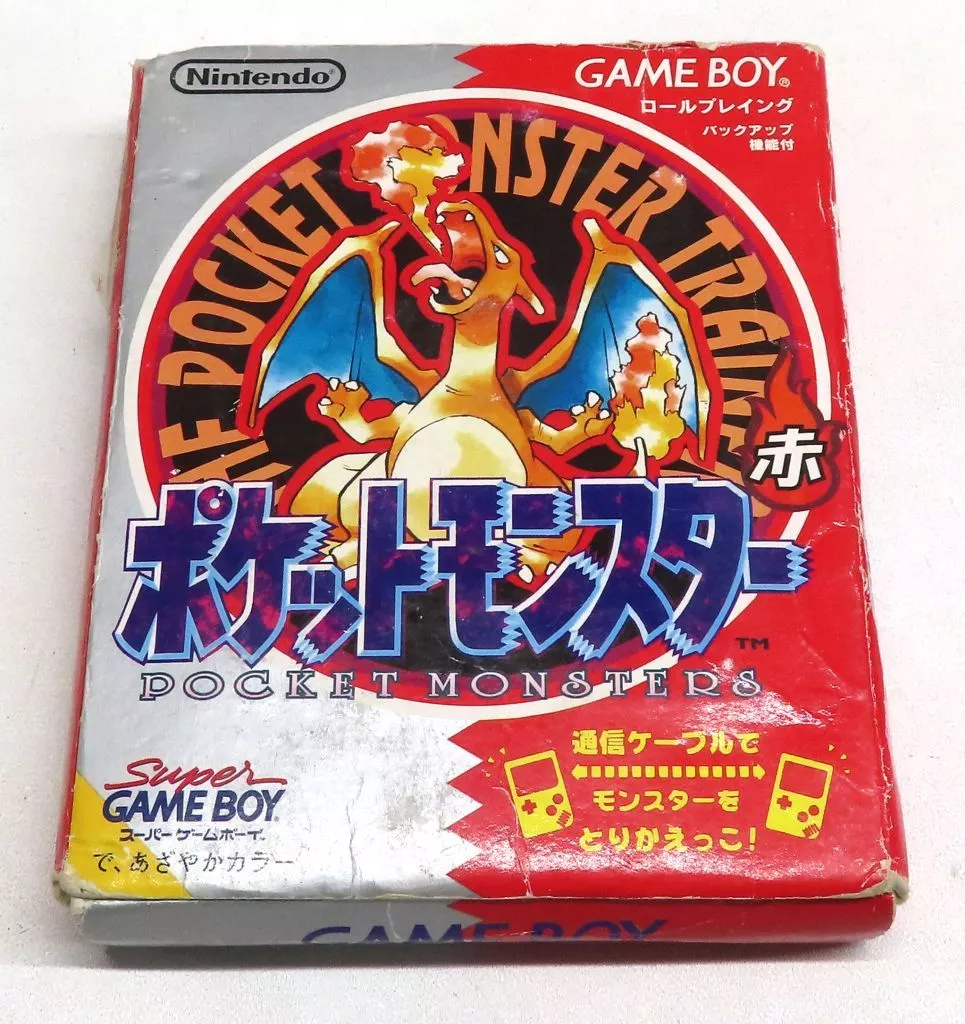 Nintendo®
GAME BOY®
ロールプレイング
バックアップ
機能付
POCKET MONSTER
赤
ポケットモンスター
TM
POCKET MONSTERS
通信ケーブルで
モンスターを
とりかえっこ!
Super
GAME BOY
スーパーゲームボーイ
で、あざやかカラー
GAME BOY